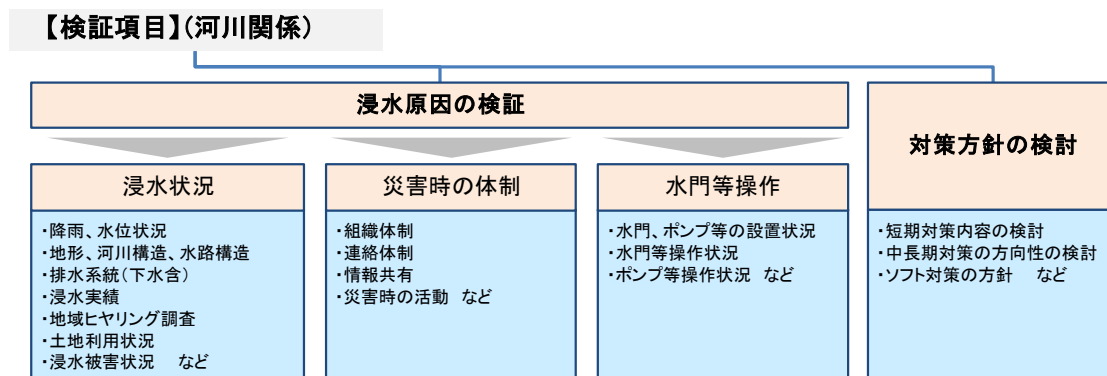 【検証項目】(河川関係)
浸水原因の検証
対策方針の検討
浸水状況
災害時の体制
水門等操作
・降雨、水位状況
・地形、河川構造、水路構造
・排水系統(下水含)
・浸水実績
・地域ヒヤリング調査
・土地利用状況
・浸水被害状況　など
・組織体制
・連絡体制
・情報共有
・災害時の活動　など
・水門、ポンプ等の設置状況
・水門等操作状況
・ポンプ等操作状況　など
・短期対策内容の検討
・中長期対策の方向性の検討
・ソフト対策の方針　など